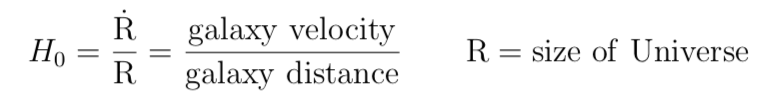 H₀ = Ṙ/R = galaxy velocity/galaxy distance    R = size of Universe